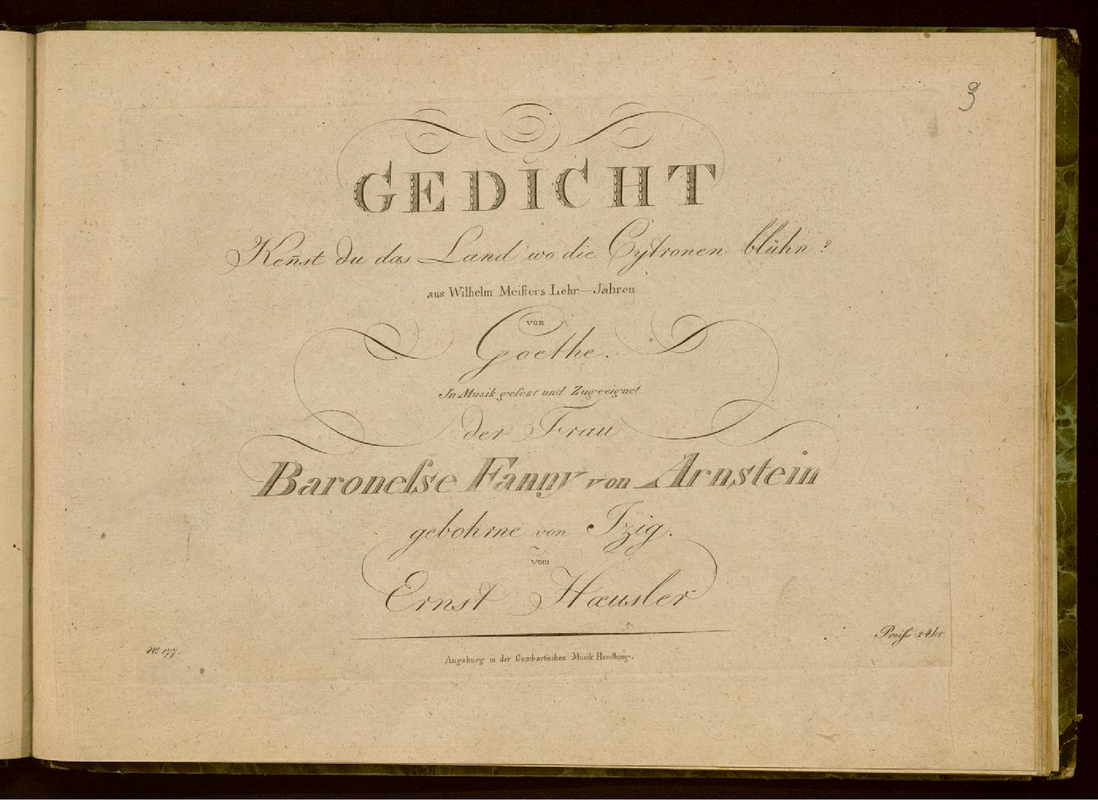 3
GEDICHT
Keñst du das Land wo die Cytronen blühn?
aus Wilhelm Meisters Lehr-Jahren
von
Goethe.
In Musik gesezt und Zugeeignet
der Frau
Baronesse Fanny von Arnstein
gebohrne von Itzig.
vom
Ernst Hæusler
Preiss 24 kr
No. 177.
Augsburg in der Gombartischen Musik Handlung.